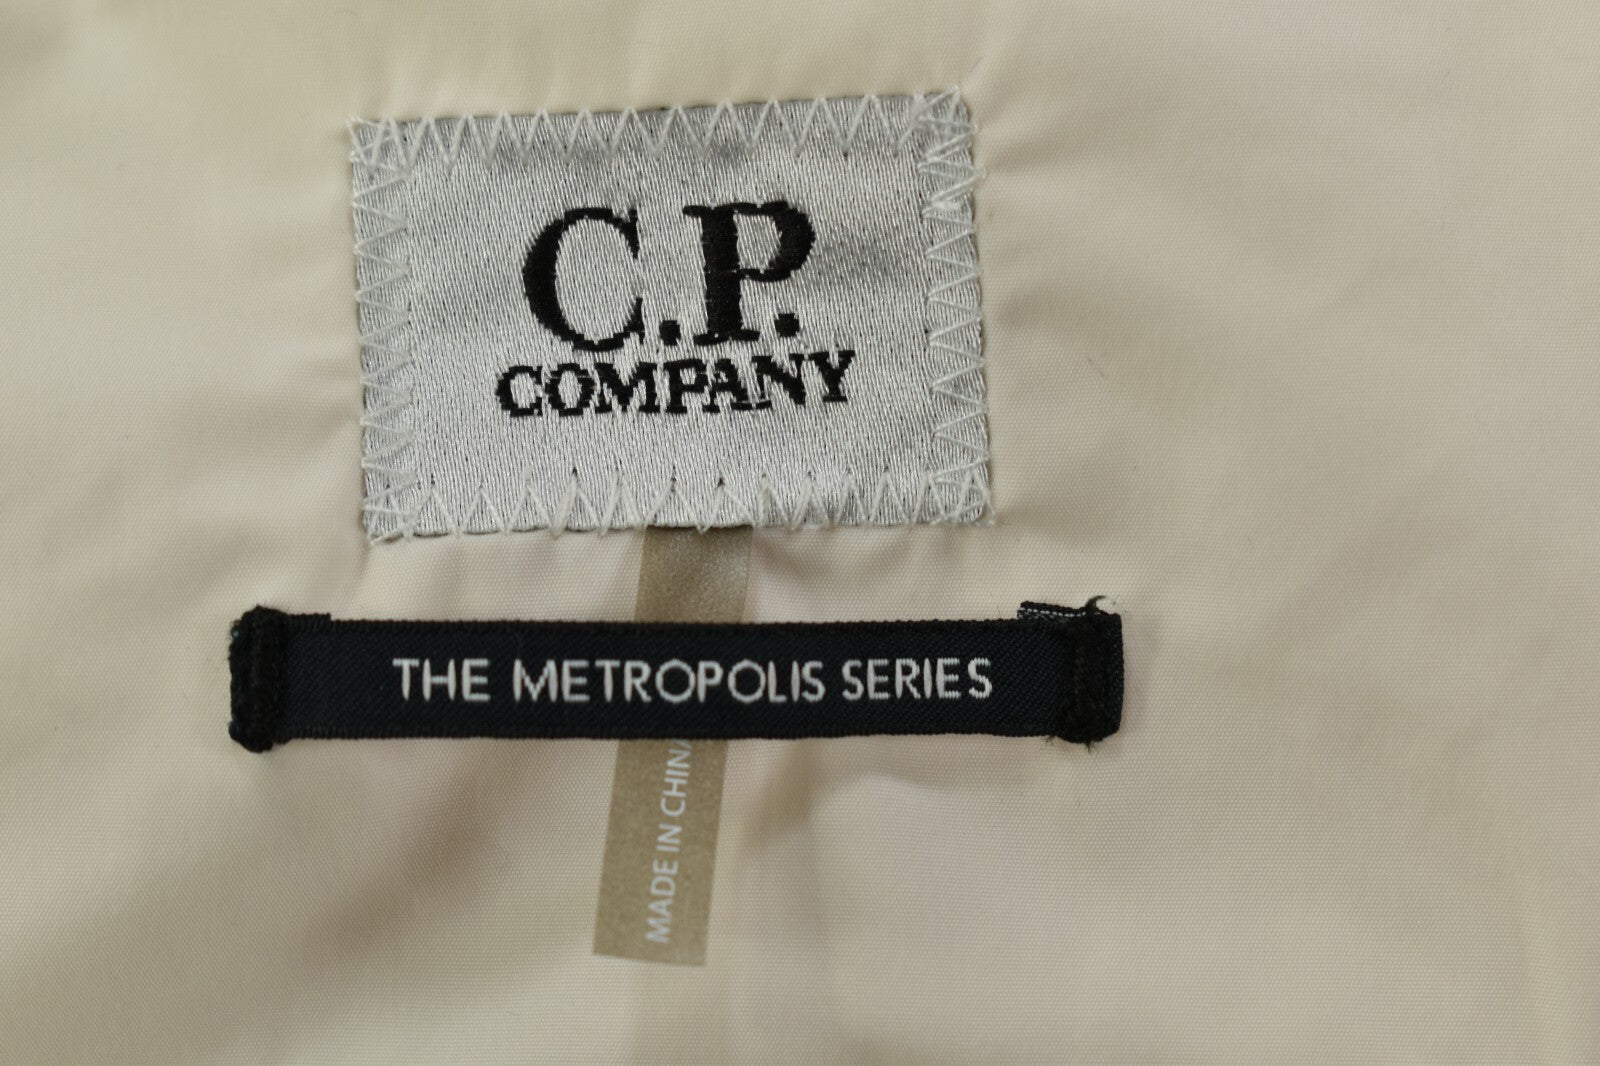 C.P.
COMPANY
THE METROPOLIS SERIES
MADE IN CHINA